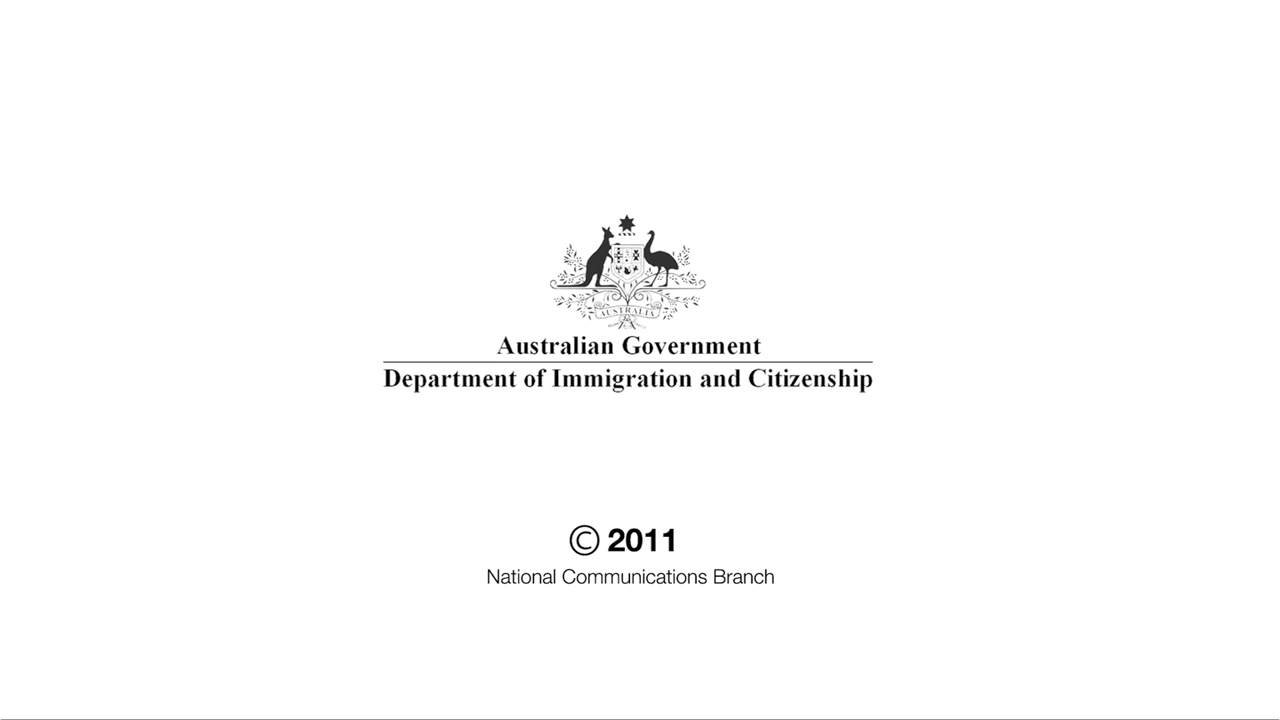 AUSTRALIA
Australian Government
Department of Immigration and Citizenship
© 2011
National Communications Branch